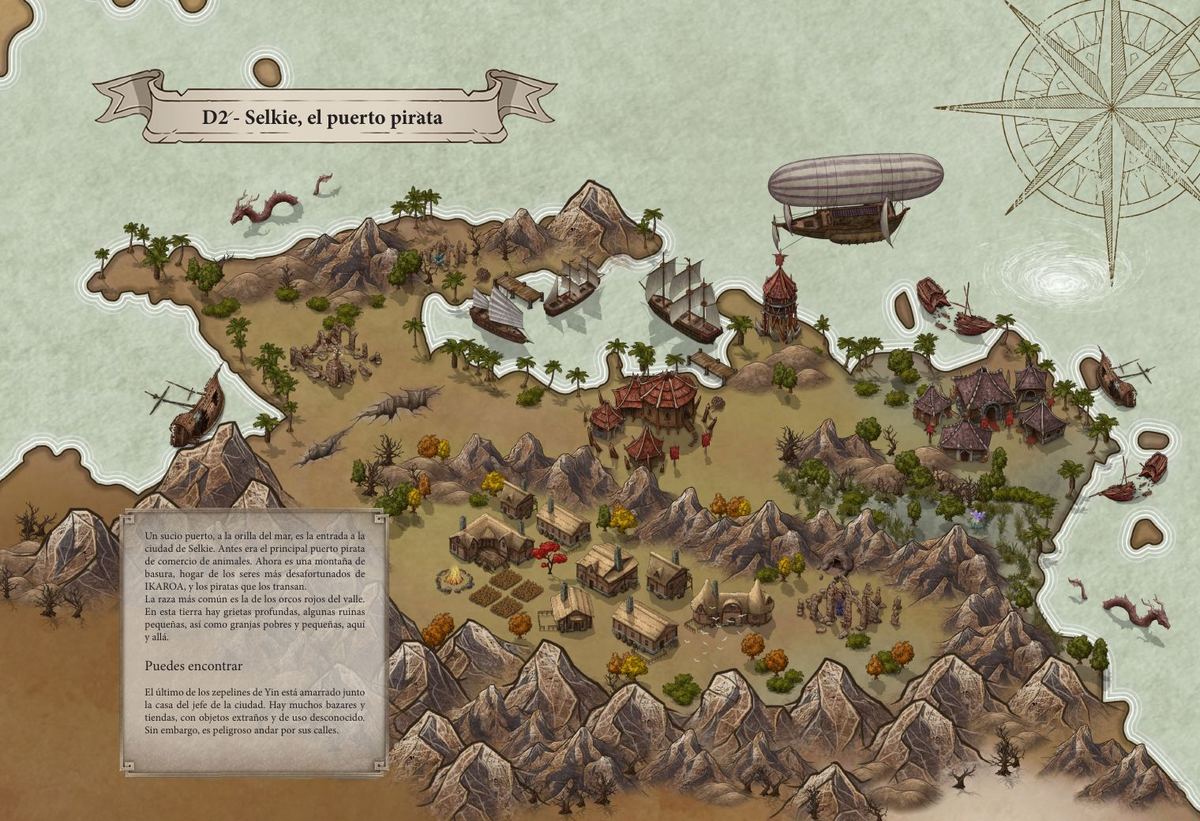 D2 - Selkie, el puerto pirata
Un sucio puerto, a la orilla del mar, es la entrada a la
ciudad de Selkie. Antes era el principal puerto pirata
de comercio de animales. Ahora es una montaña de
basura, hogar de los seres más desafortunados de
IKAROA, y los piratas que los transan.
La raza más común es la de los orcos rojos del valle.
En esta tierra hay grietas profundas, algunas ruinas
pequeñas, así como granjas pobres y pequeñas, aquí
y allá.
Puedes encontrar
El último de los zepelines de Yin está amarrado junto
la casa del jefe de la ciudad. Hay muchos bazares y
tiendas, con objetos extraños y de uso desconocido.
Sin embargo, es peligroso andar por sus calles.